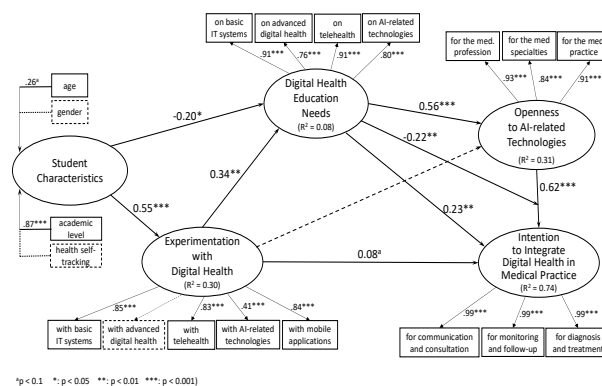 on basic
IT systems
on advanced
digital health
on
telehealth
on AI-related
technologies
for the med.
profession
for the med
specialties
for the med
practice
.91***
.76***
.91***
.80***
.93***
.84***
.91***
.26ᵃ
age
gender
Digital Health
Education
Needs
(R² = 0.08)
Openness
to AI-related
Technologies
(R² = 0.31)
-0.20*
0.56***
-0.22**
Student
Characteristics
0.34**
0.62***
0.55***
0.23**
.87***
academic
level
health self-
tracking
Experimentation
with
Digital Health
(R² = 0.30)
0.08ᵃ
Intention
to Integrate
Digital Health in
Medical Practice
(R² = 0.74)
.85***
.83***
.41***
.84***
.99***
.99***
.99***
with basic
IT systems
with advanced
digital health
with
telehealth
with AI-related
technologies
with mobile
applications
for communication
and consultation
for monitoring
and follow-up
for diagnosis
and treatment
ᵃp < 0.1 *: p < 0.05 **: p < 0.01 ***: p < 0.001)